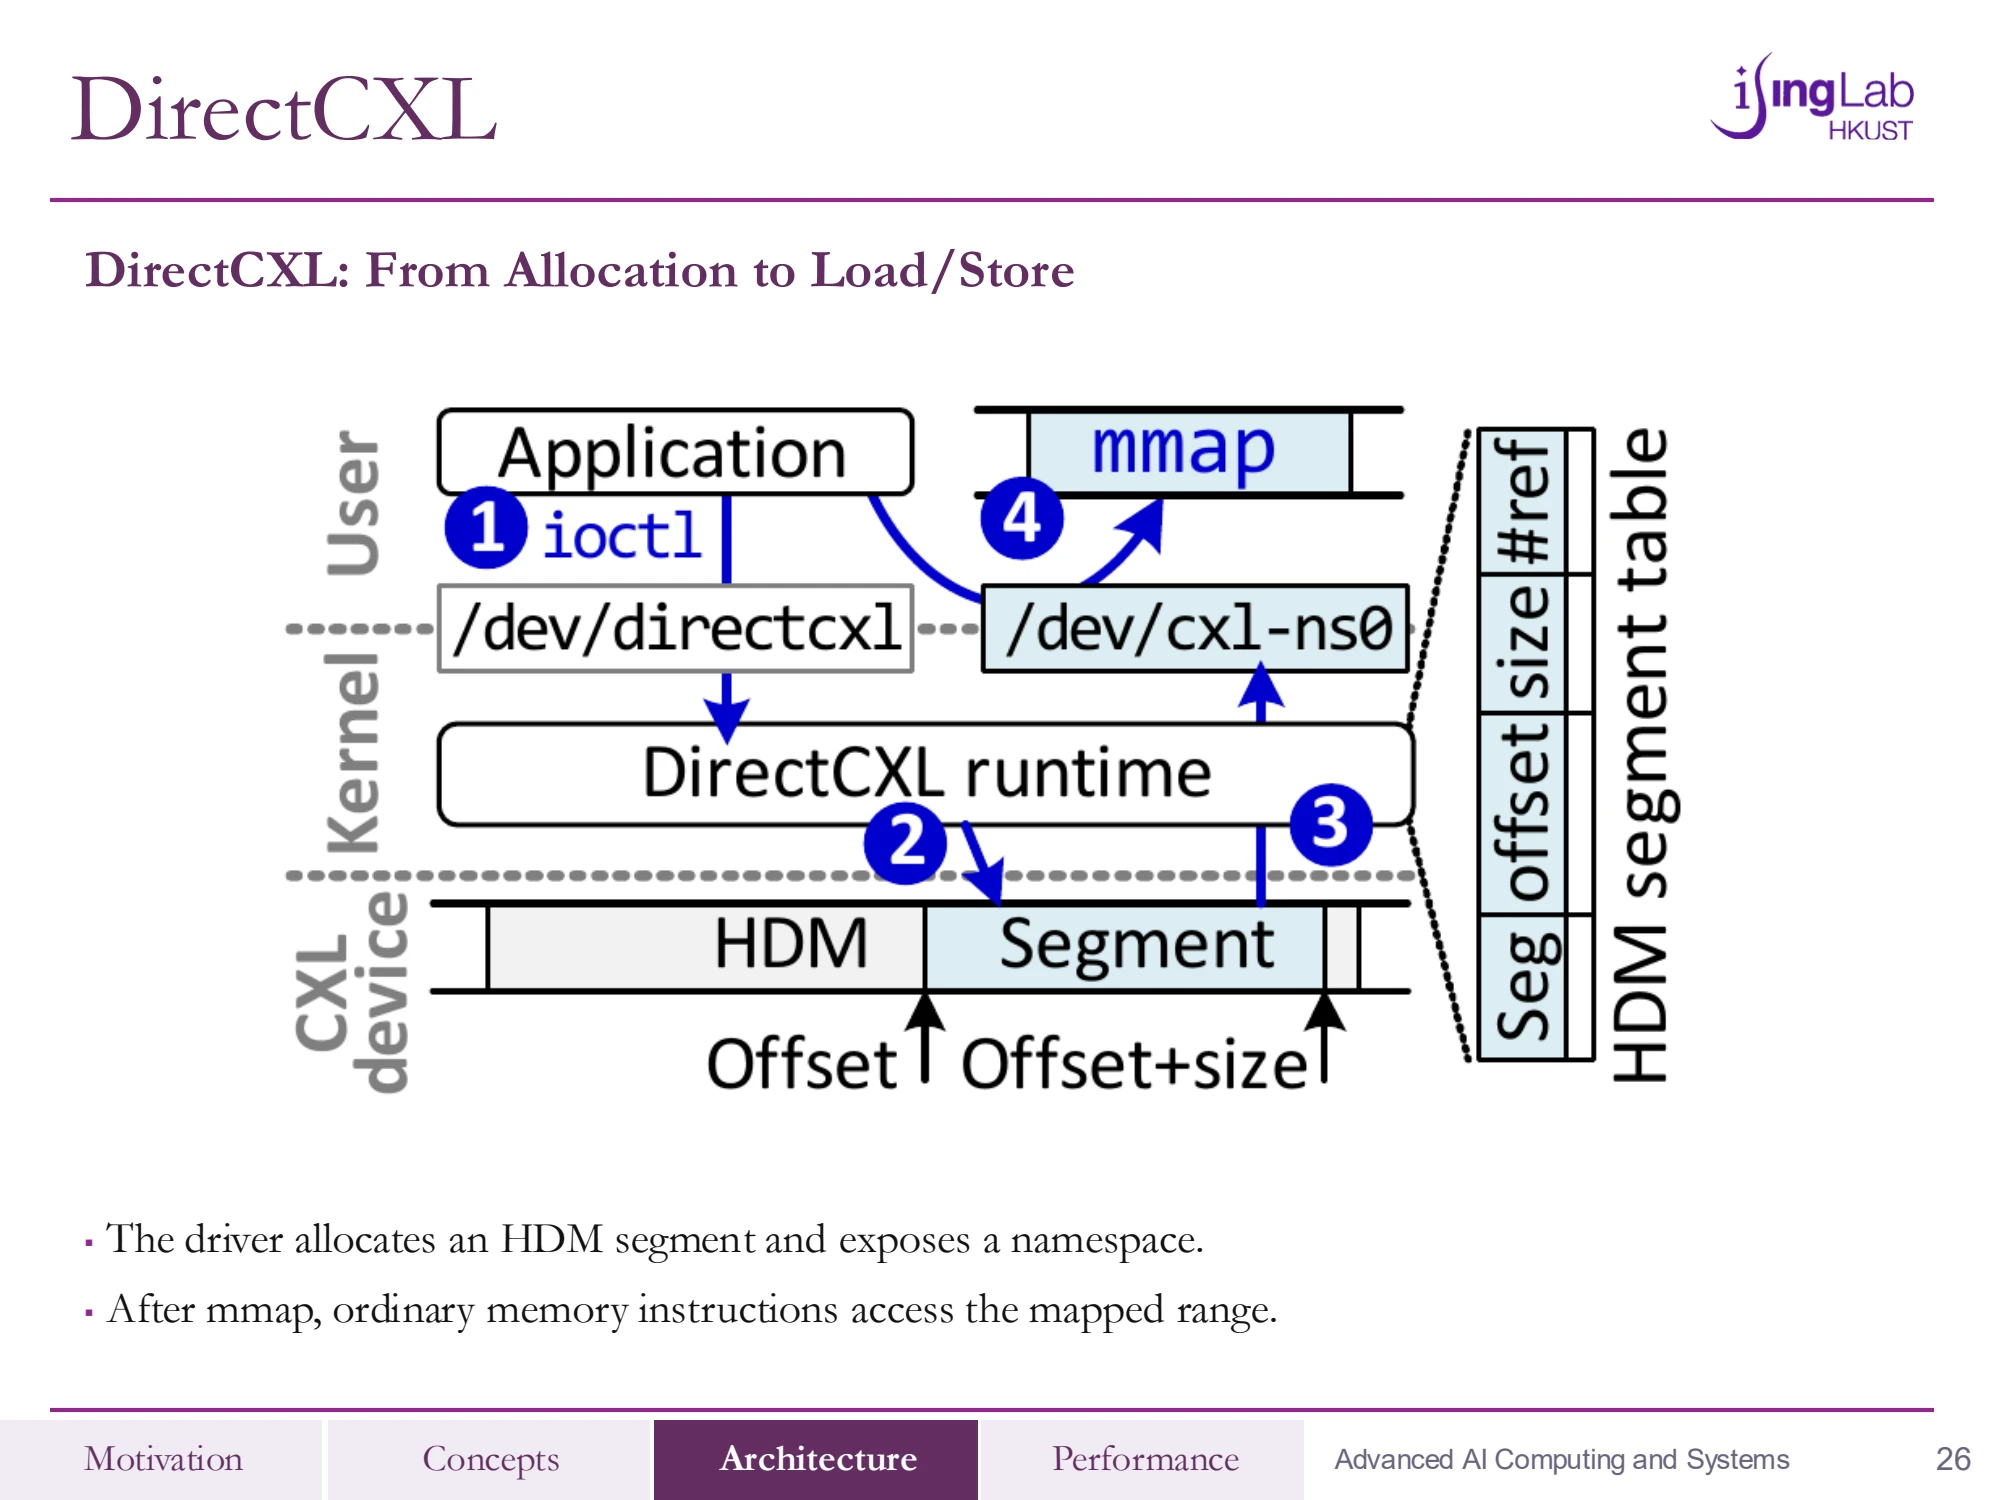 DirectCXL
isingLab
HKUST
DirectCXL: From Allocation to Load/Store
User
Kernel
CXL
device
Application
mmap
1
ioctl
4
/dev/directcxl
/dev/cxl-ns0
DirectCXL runtime
2
3
HDM
Segment
Offset
Offset+size
Seg offset size #ref
HDM segment table
▪ The driver allocates an HDM segment and exposes a namespace.
▪ After mmap, ordinary memory instructions access the mapped range.
Motivation
Concepts
Architecture
Performance
Advanced AI Computing and Systems
26